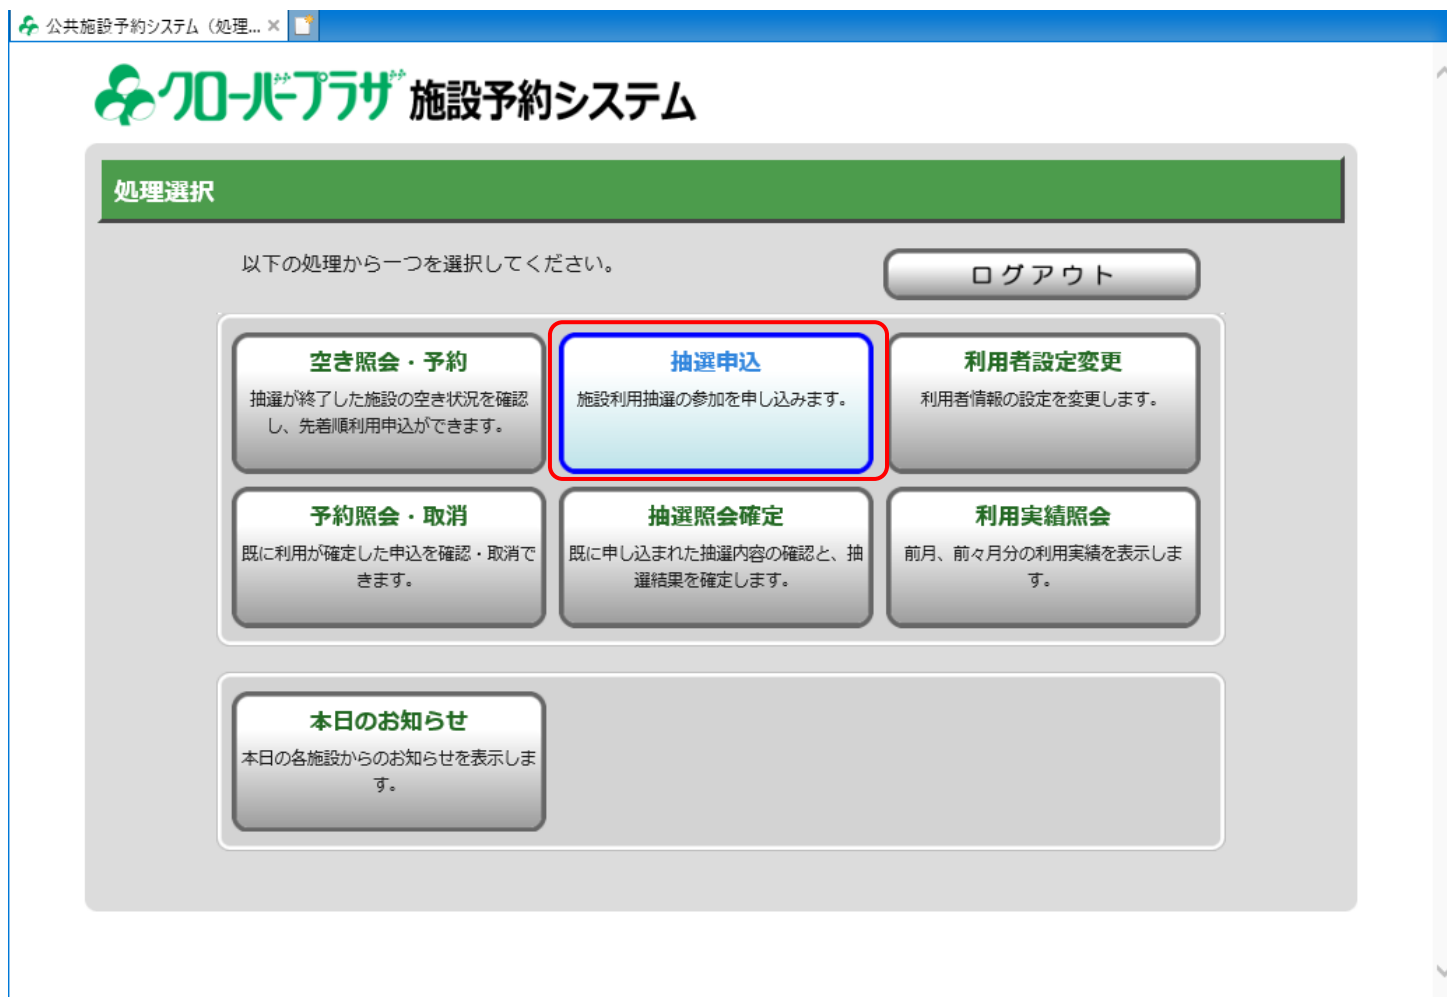 公共施設予約システム（処理...
クローバープラザ 施設予約システム
処理選択
以下の処理から一つを選択してください。
ログアウト
空き照会・予約
抽選が終了した施設の空き状況を確認
し、先着順利用申込ができます。
抽選申込
施設利用抽選の参加を申し込みます。
利用者設定変更
利用者情報の設定を変更します。
予約照会・取消
既に利用が確定した申込を確認・取消で
きます。
抽選照会確定
既に申し込まれた抽選内容の確認と、抽
選結果を確定します。
利用実績照会
前月、前々月分の利用実績を表示しま
す。
本日のお知らせ
本日の各施設からのお知らせを表示しま
す。